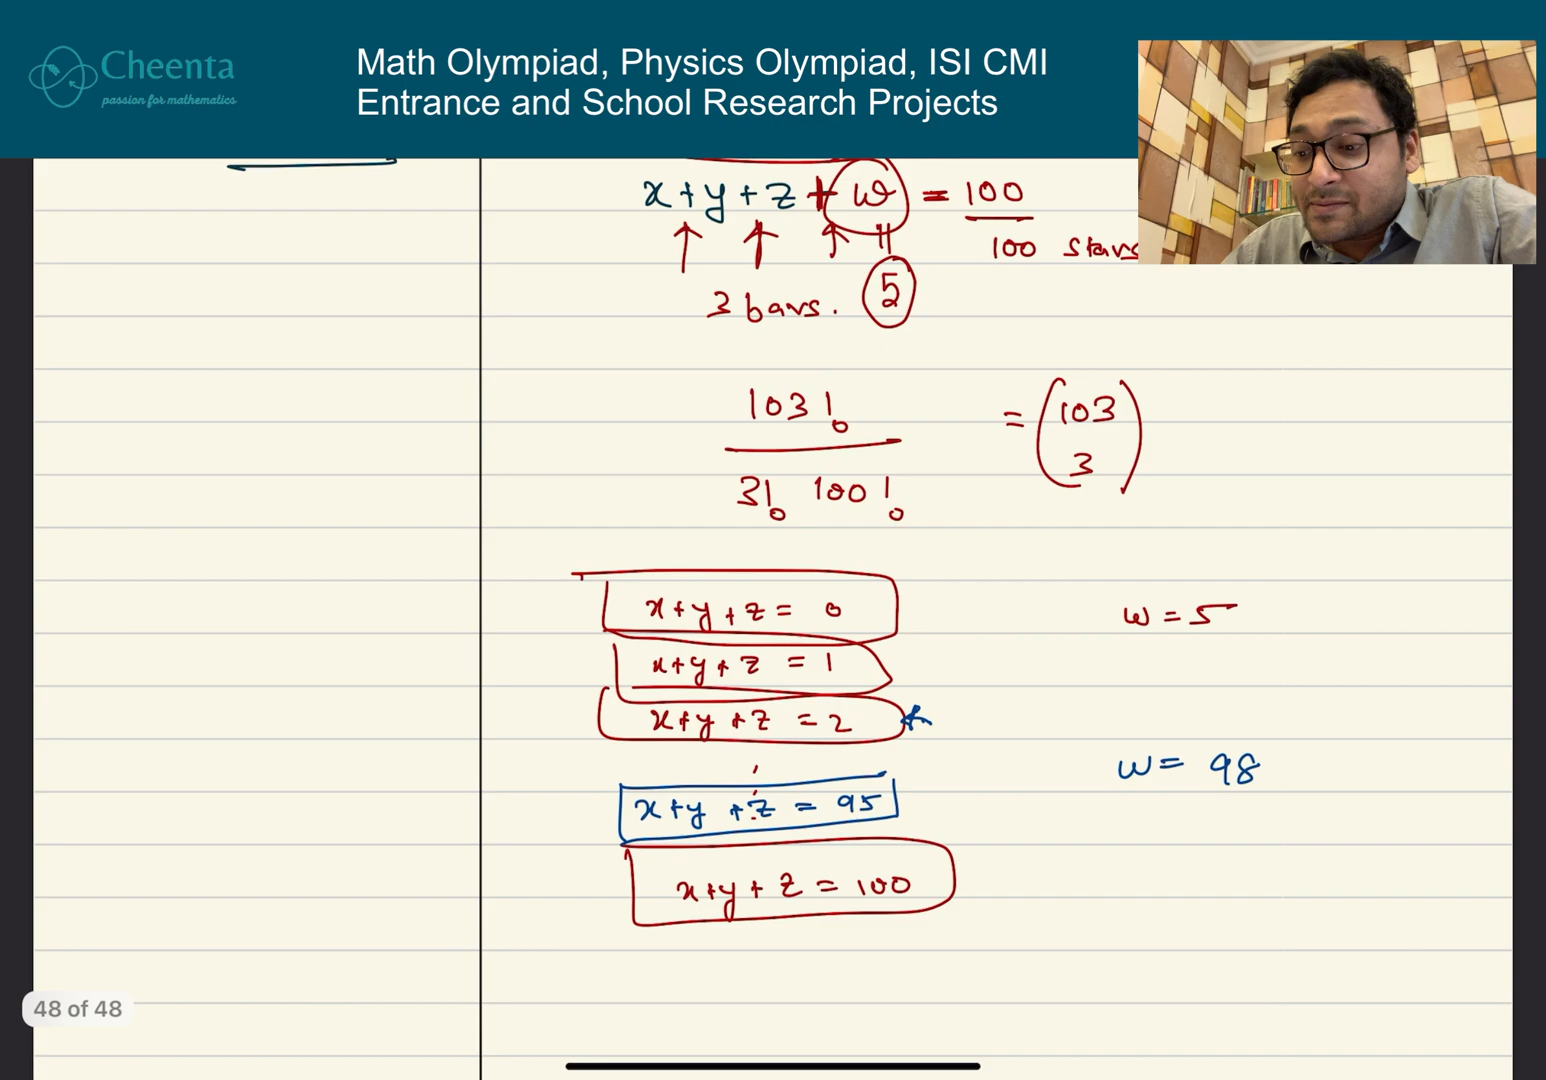 Cheenta
passion for mathematics
Math Olympiad, Physics Olympiad, ISI CMI
Entrance and School Research Projects
x + y + z + w = 100
100 stars
3 bars. 5
103! / 3! 100! = (103 3)
x + y + z = 0
w = 5
x + y + z = 1
x + y + z = 2
w = 98
x + y + z = 95
x + y + z = 100
48 of 48